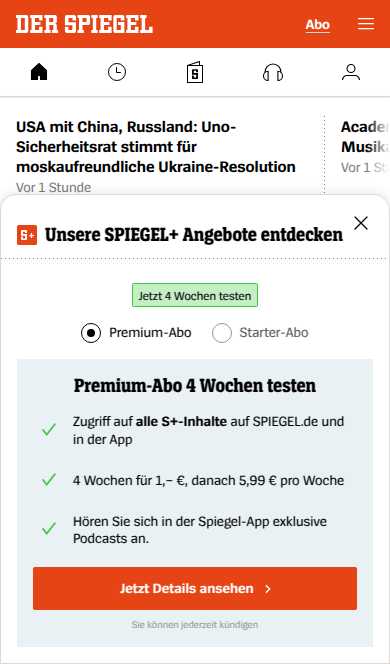 DER SPIEGEL
Abo
USA mit China, Russland: Uno-
Sicherheitsrat stimmt für
moskaufreundliche Ukraine-Resolution
Vor 1 Stunde
Vor 1
S+ Unsere SPIEGEL+ Angebote entdecken
Jetzt 4 Wochen testen
Premium-Abo
Starter-Abo
Premium-Abo 4 Wochen testen
Zugriff auf alle S+-Inhalte auf SPIEGEL.de und
in der App
4 Wochen für 1,– €, danach 5,99 € pro Woche
Hören Sie sich in der Spiegel-App exklusive
Podcasts an.
Jetzt Details ansehen
Sie können jederzeit kündigen